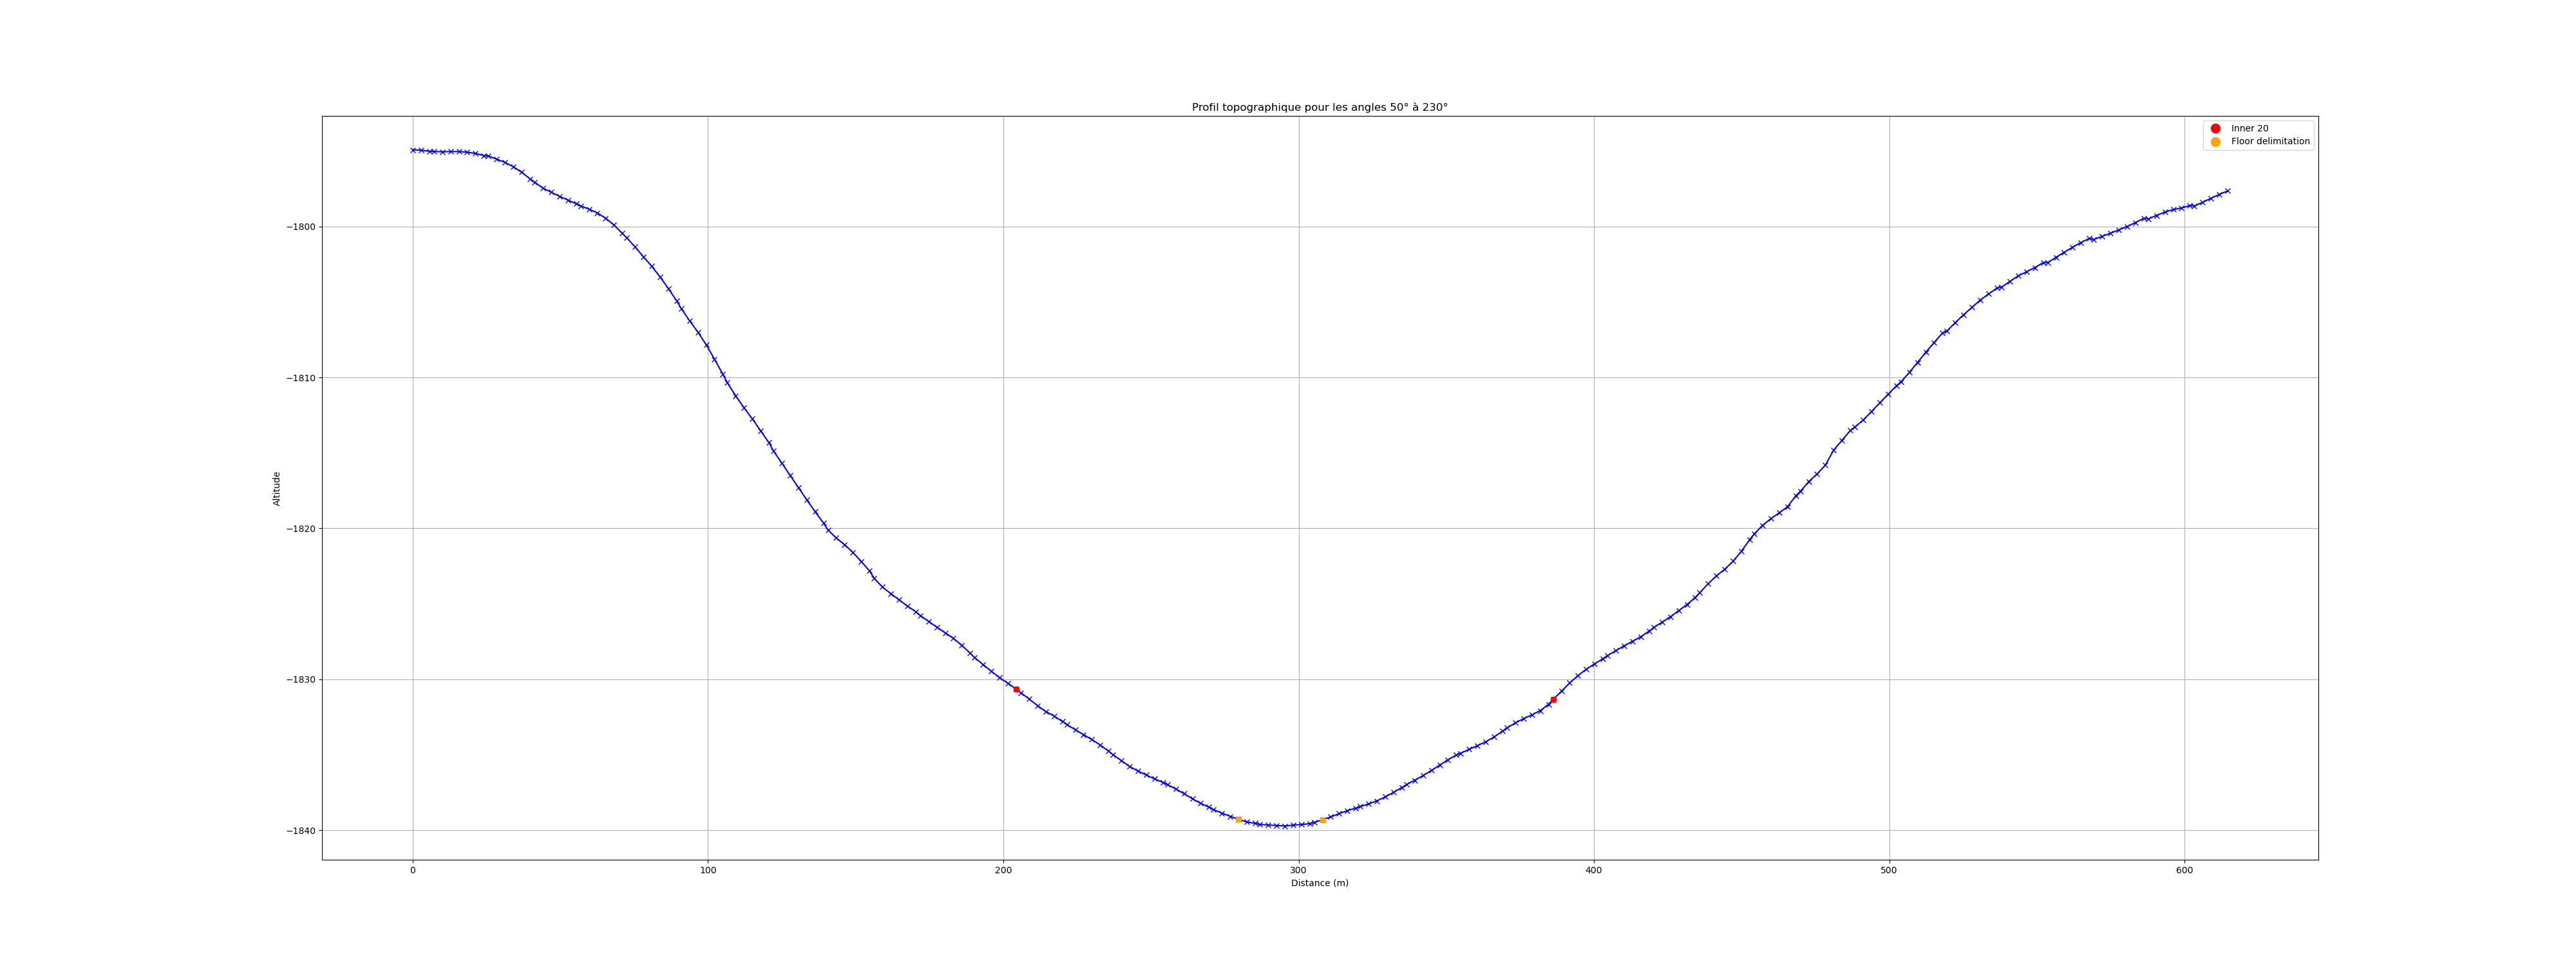 Profil topographique pour les angles 50° à 230°
Inner 20
Floor delimitation
Altitude
−1800
−1810
−1820
−1830
−1840
0 100 200 300 400 500 600
Distance (m)